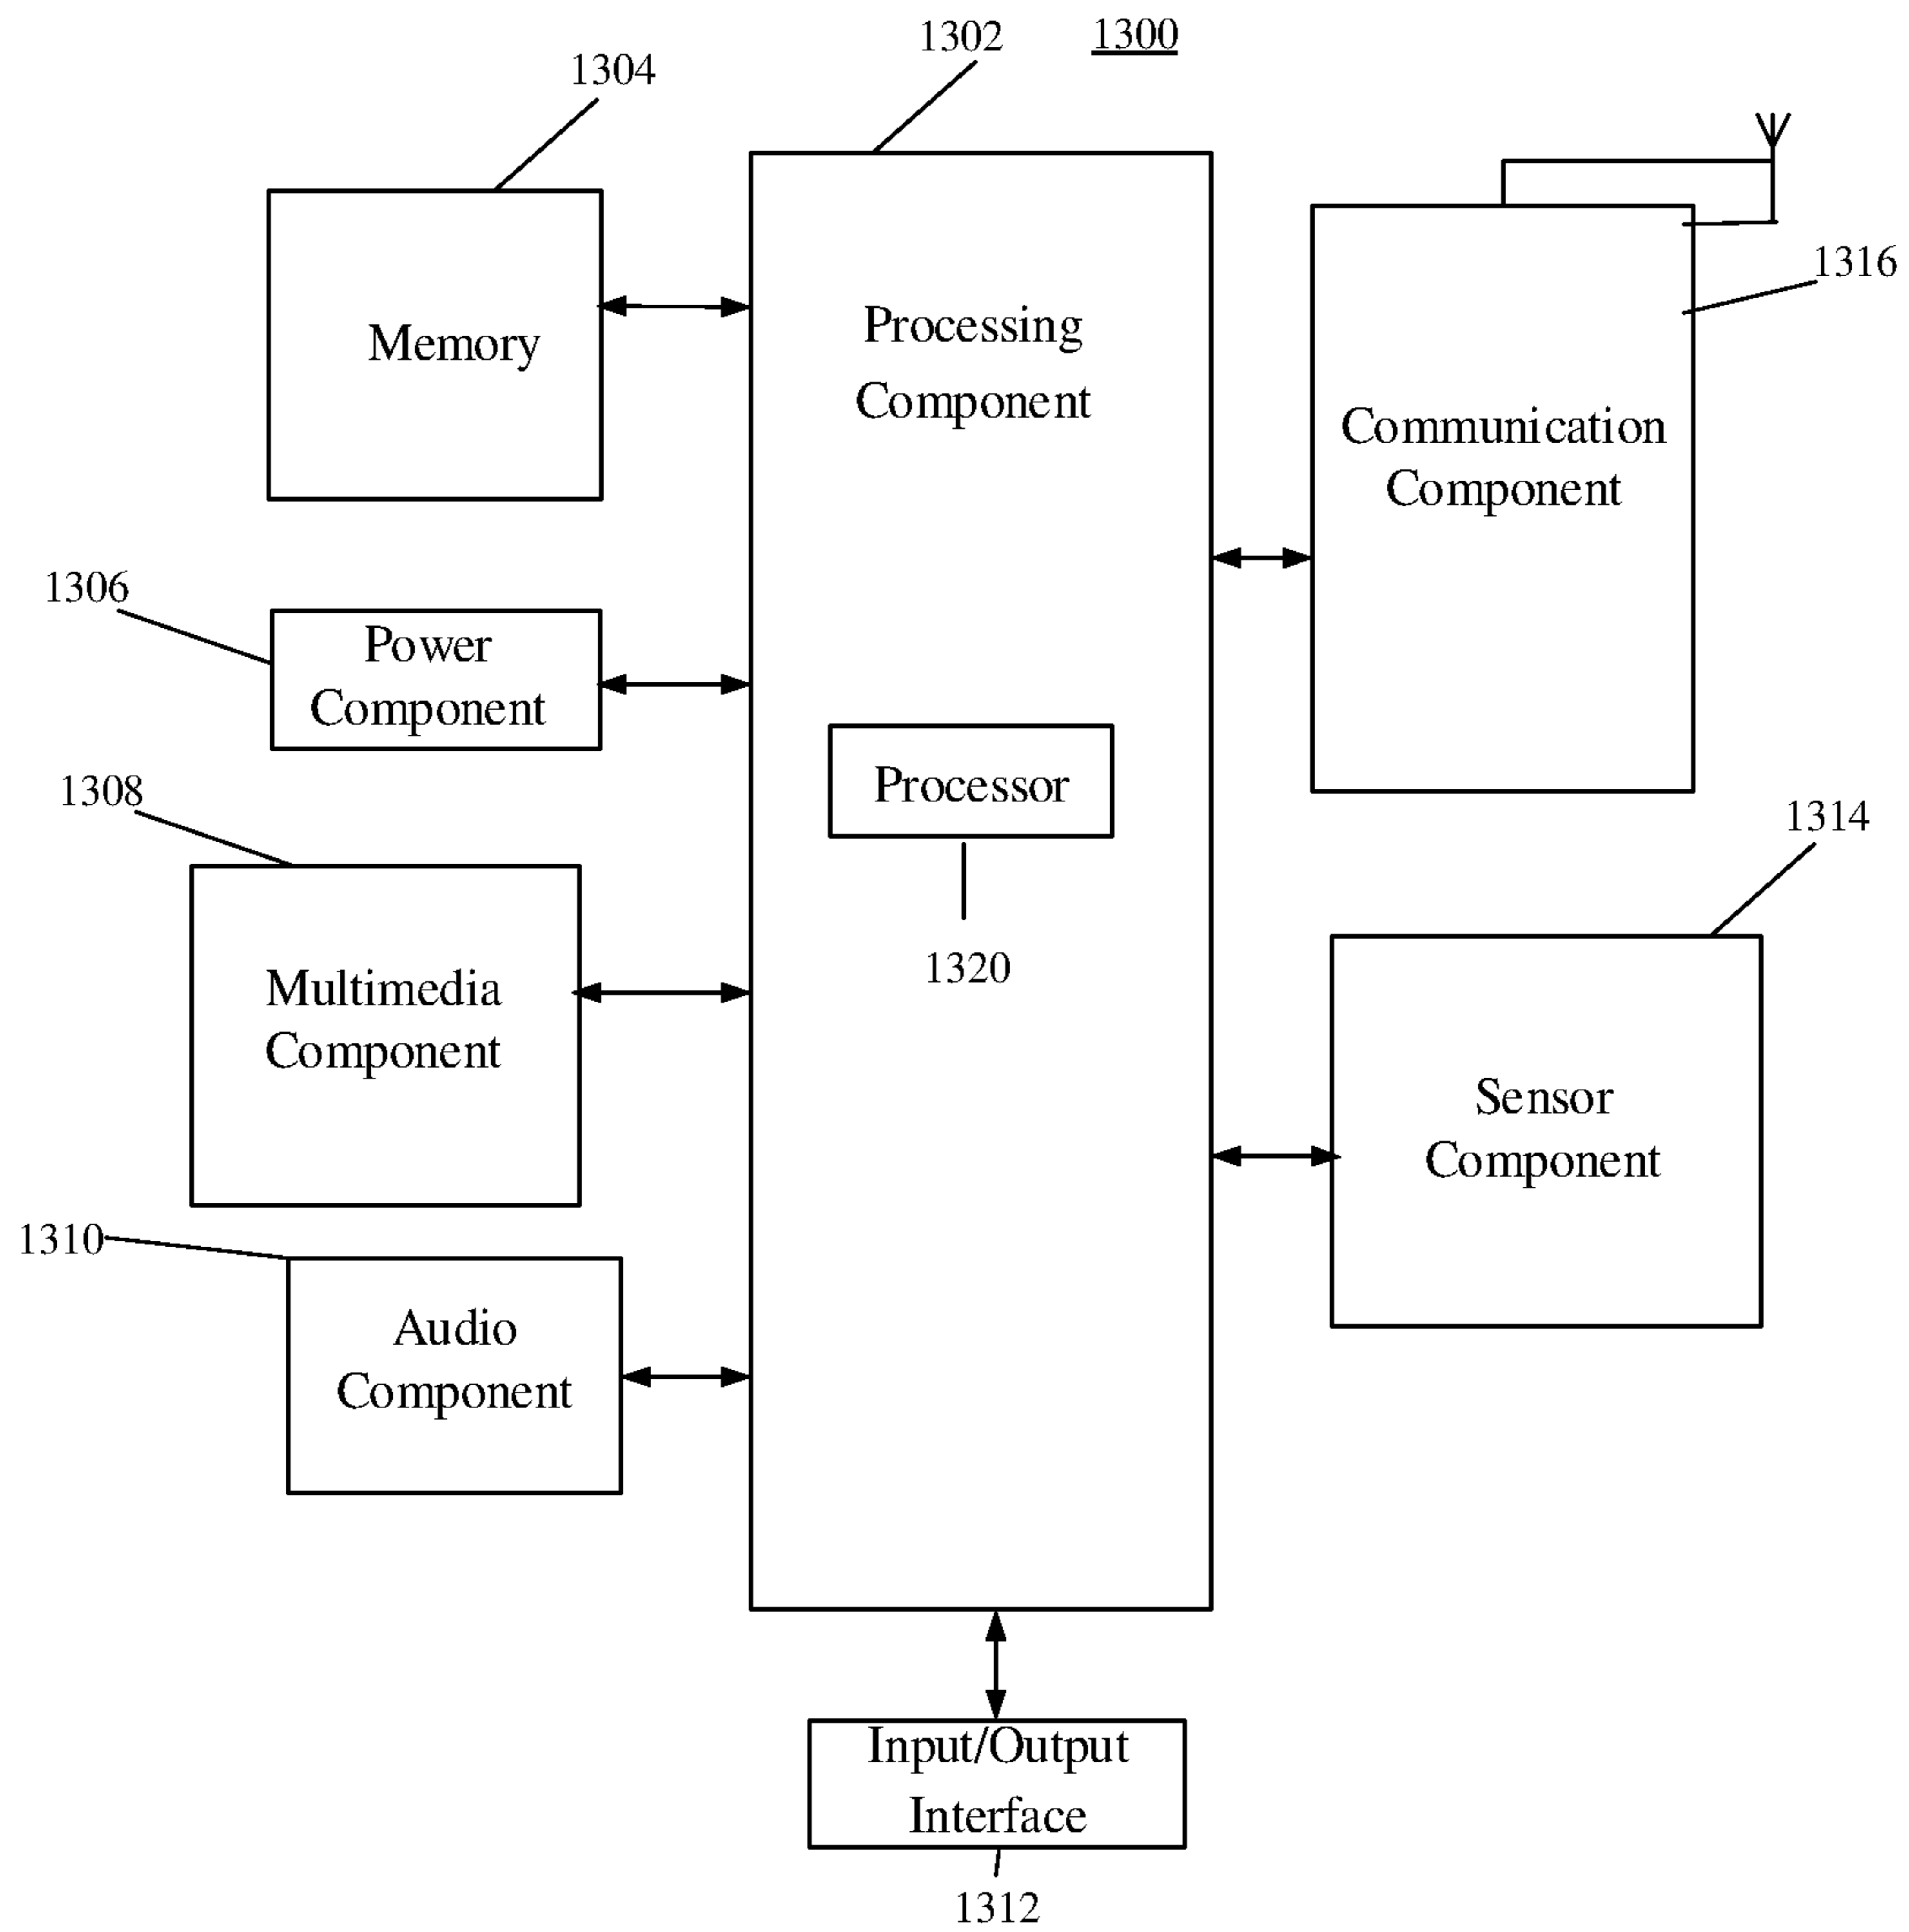 1300
1302
1304
Memory
Processing
Component
1316
Communication
Component
1306
Power
Component
1308
Processor
1320
1314
Multimedia
Component
Sensor
Component
1310
Audio
Component
Input/Output
Interface
1312